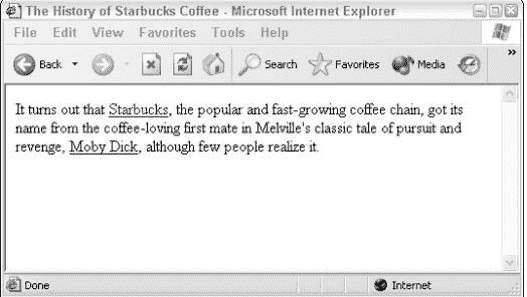 The History of Starbucks Coffee - Microsoft Internet Explorer
File Edit View Favorites Tools Help
Back Search Favorites Media »
It turns out that Starbucks, the popular and fast-growing coffee chain, got its
name from the coffee-loving first mate in Melville's classic tale of pursuit and
revenge, Moby Dick, although few people realize it.
Done Internet